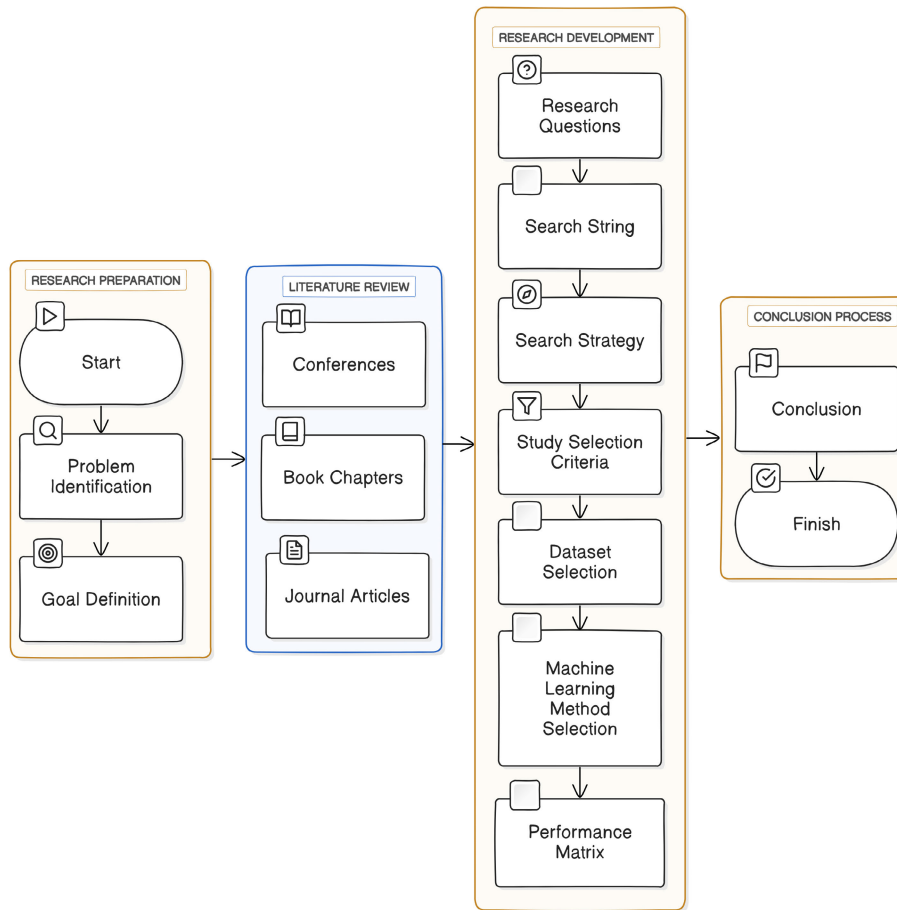 RESEARCH PREPARATION
Start
Problem
Identification
Goal Definition
LITERATURE REVIEW
Conferences
Book Chapters
Journal Articles
RESEARCH DEVELOPMENT
Research
Questions
Search String
Search Strategy
Study Selection
Criteria
Dataset
Selection
Machine
Learning
Method
Selection
Performance
Matrix
CONCLUSION PROCESS
Conclusion
Finish